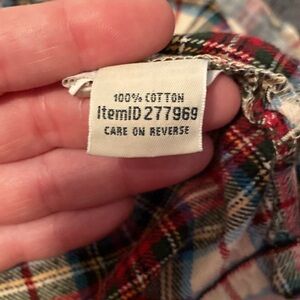 100% COTTON
ItemID 277969
CARE ON REVERSE